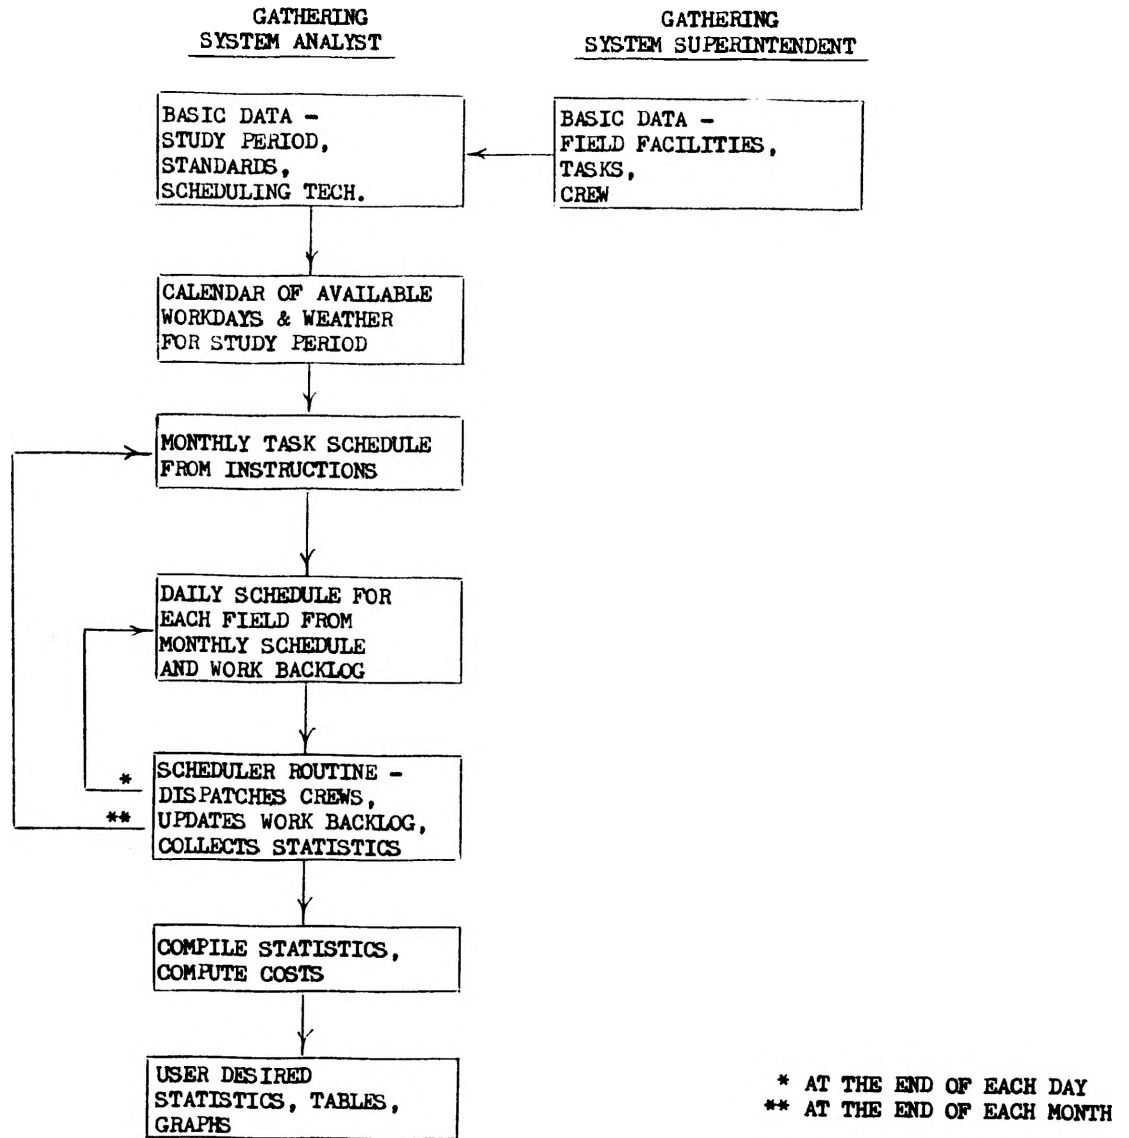 GATHERING
SYSTEM ANALYST
GATHERING
SYSTEM SUPERINTENDENT
BASIC DATA -
STUDY PERIOD,
STANDARDS,
SCHEDULING TECH.
BASIC DATA -
FIELD FACILITIES,
TASKS,
CREW
CALENDAR OF AVAILABLE
WORKDAYS & WEATHER
FOR STUDY PERIOD
MONTHLY TASK SCHEDULE
FROM INSTRUCTIONS
DAILY SCHEDULE FOR
EACH FIELD FROM
MONTHLY SCHEDULE
AND WORK BACKLOG
*
**
SCHEDULER ROUTINE -
DISPATCHES CREWS,
UPDATES WORK BACKLOG,
COLLECTS STATISTICS
COMPILE STATISTICS,
COMPUTE COSTS
USER DESIRED
STATISTICS, TABLES,
GRAPHS
* AT THE END OF EACH DAY
** AT THE END OF EACH MONTH